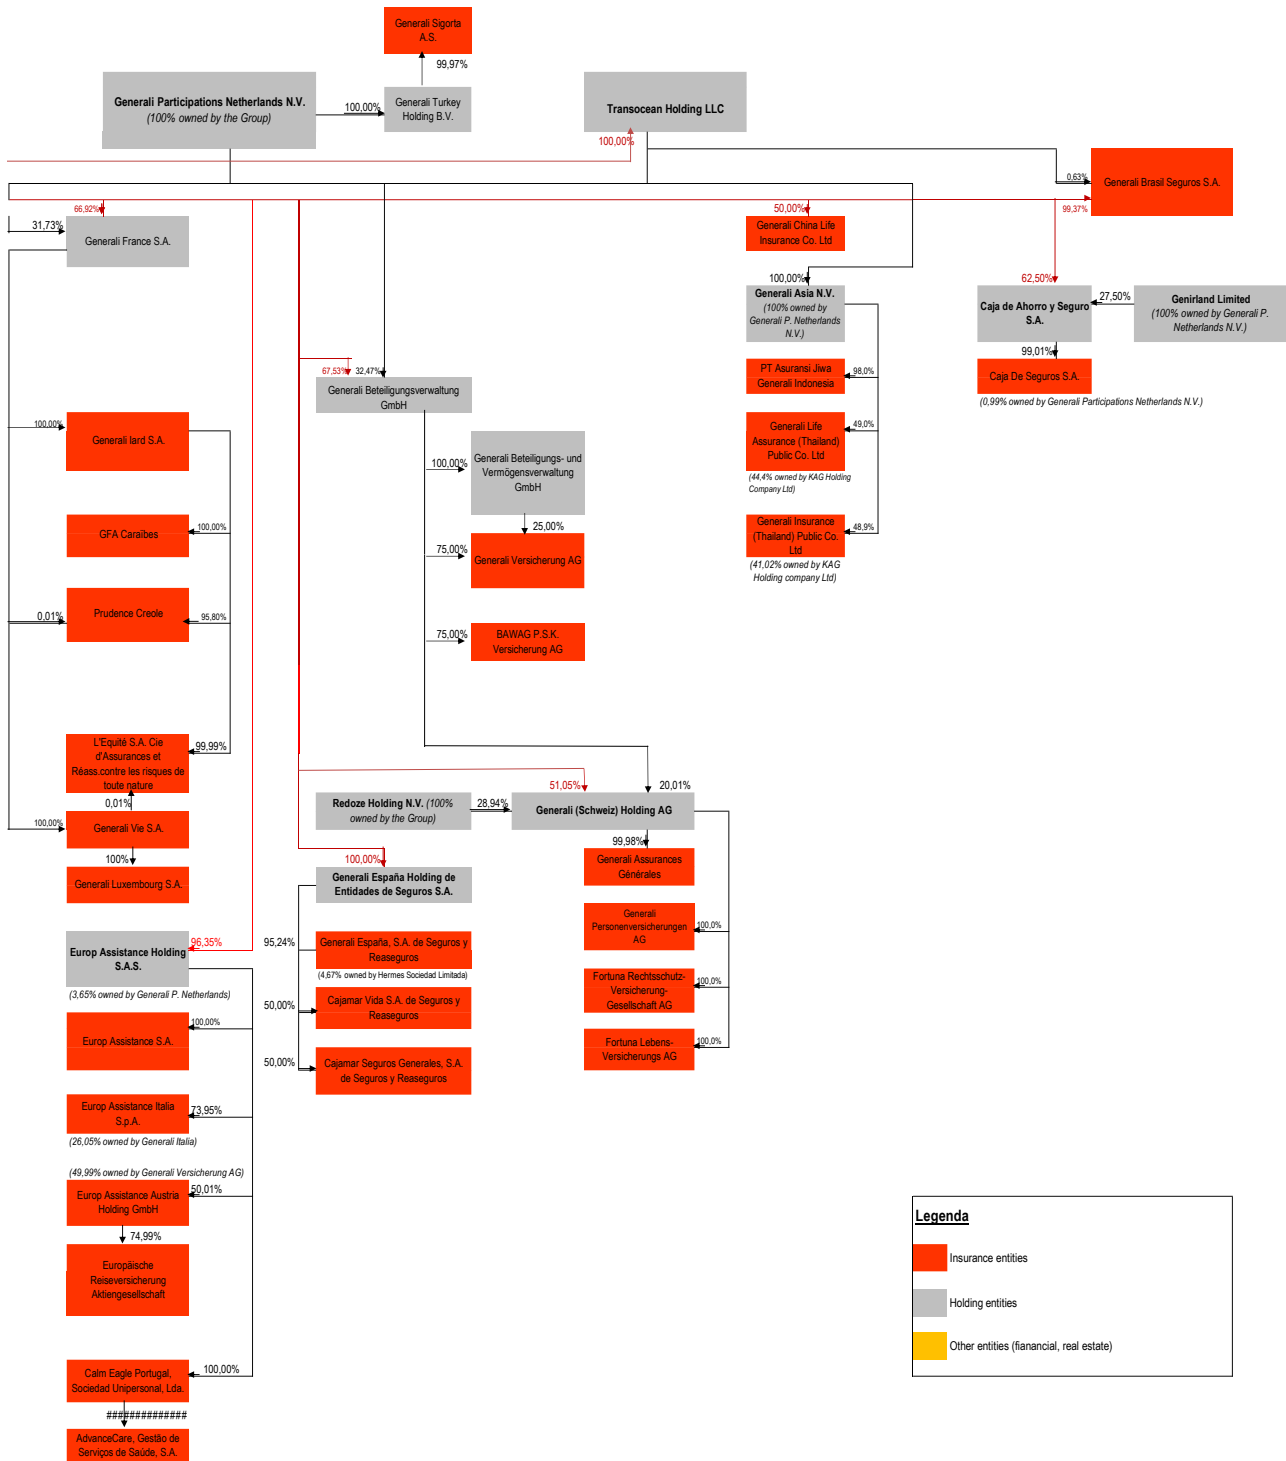 Generali Sigorta
A.S.
99,97%
Generali Participations Netherlands N.V.
(100% owned by the Group)
100,00%
Generali Turkey
Holding B.V.
Transocean Holding LLC
100,00%
0,63%
Generali Brasil Seguros S.A.
99,37%
66,92%
31,73%
Generali France S.A.
50,00%
Generali China Life
Insurance Co. Ltd
100,00%
Generali Asia N.V.
(100% owned by
Generali P. Netherlands
N.V.)
62,50%
Caja de Ahorro y Seguro
S.A.
27,50%
Genirland Limited
(100% owned by Generali P.
Netherlands N.V.)
99,01%
Caja De Seguros S.A.
(0,99% owned by Generali Participations Netherlands N.V.)
67,53%
32,47%
Generali Beteiligungsverwaltung
GmbH
PT Asuransi Jiwa
Generali Indonesia
98,0%
Generali Life
Assurance (Thailand)
Public Co. Ltd
49,0%
(44,4% owned by KAG Holding
Company Ltd)
Generali Insurance
(Thailand) Public Co.
Ltd
48,9%
(41,02% owned by KAG
Holding company Ltd)
100,00%
Generali Iard S.A.
100,00%
Generali Beteiligungs- und
Vermögensverwaltung
GmbH
25,00%
75,00%
Generali Versicherung AG
75,00%
BAWAG P.S.K.
Versicherung AG
GFA Caraïbes
100,00%
0,01%
Prudence Creole
95,80%
L'Equité S.A. Cie
d'Assurances et
Réass.contre les risques de
toute nature
99,99%
0,01%
100,00%
Generali Vie S.A.
100%
Generali Luxembourg S.A.
51,05%
20,01%
Redoze Holding N.V. (100%
owned by the Group)
28,94%
Generali (Schweiz) Holding AG
99,98%
Generali Assurances
Générales
Generali
Personenversicherungen
AG
100,0%
Fortuna Rechtsschutz-
Versicherung-
Gesellschaft AG
100,0%
Fortuna Lebens-
Versicherungs AG
100,0%
100,00%
Generali España Holding de
Entidades de Seguros S.A.
95,24%
Generali España, S.A. de Seguros y
Reaseguros
(4,67% owned by Hermes Sociedad Limitada)
50,00%
Cajamar Vida S.A. de Seguros y
Reaseguros
50,00%
Cajamar Seguros Generales, S.A.
de Seguros y Reaseguros
Europ Assistance Holding
S.A.S.
96,35%
(3,65% owned by Generali P. Netherlands)
Europ Assistance S.A.
100,00%
Europ Assistance Italia
S.p.A.
73,95%
(26,05% owned by Generali Italia)
(49,99% owned by Generali Versicherung AG)
Europ Assistance Austria
Holding GmbH
50,01%
74,99%
Europäische
Reiseversicherung
Aktiengesellschaft
Calm Eagle Portugal,
Sociedad Unipersonal, Lda.
100,00%
##############
AdvanceCare, Gestão de
Serviços de Saúde, S.A.
Legenda
Insurance entities
Holding entities
Other entities (fianancial, real estate)